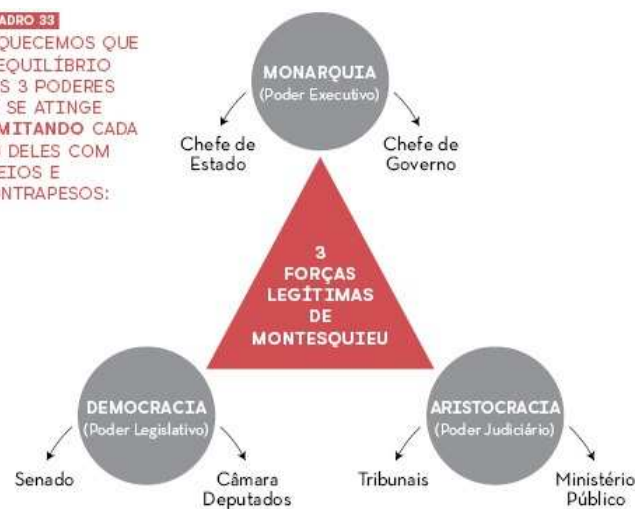 ADRO 33
QUECEMOS QUE
EQUILÍBRIO
S 3 PODERES
SE ATINGE
MITANDO CADA
DELES COM
EIOS E
NTRAPESOS:
MONARQUIA
(Poder Executivo)
Chefe de
Estado
Chefe de
Governo
3
FORÇAS
LEGÍTIMAS
DE
MONTESQUIEU
DEMOCRACIA
(Poder Legislativo)
Senado
Câmara
Deputados
ARISTOCRACIA
(Poder Judiciário)
Tribunais
Ministério
Público